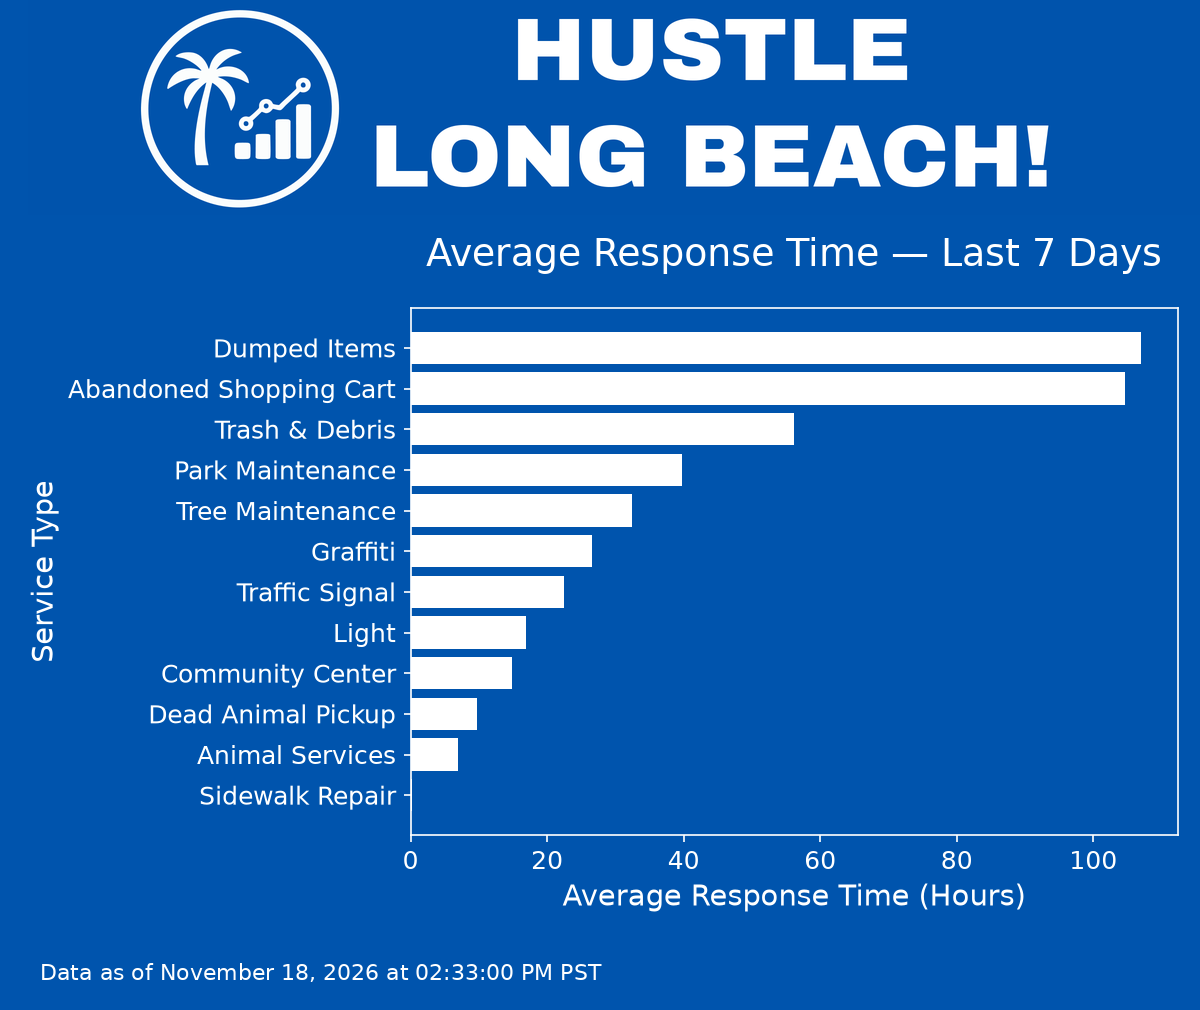 HUSTLE
LONG BEACH!
Average Response Time — Last 7 Days
Service Type
Dumped Items
Abandoned Shopping Cart
Trash & Debris
Park Maintenance
Tree Maintenance
Graffiti
Traffic Signal
Light
Community Center
Dead Animal Pickup
Animal Services
Sidewalk Repair
0 20 40 60 80 100
Average Response Time (Hours)
Data as of November 18, 2026 at 02:33:00 PM PST